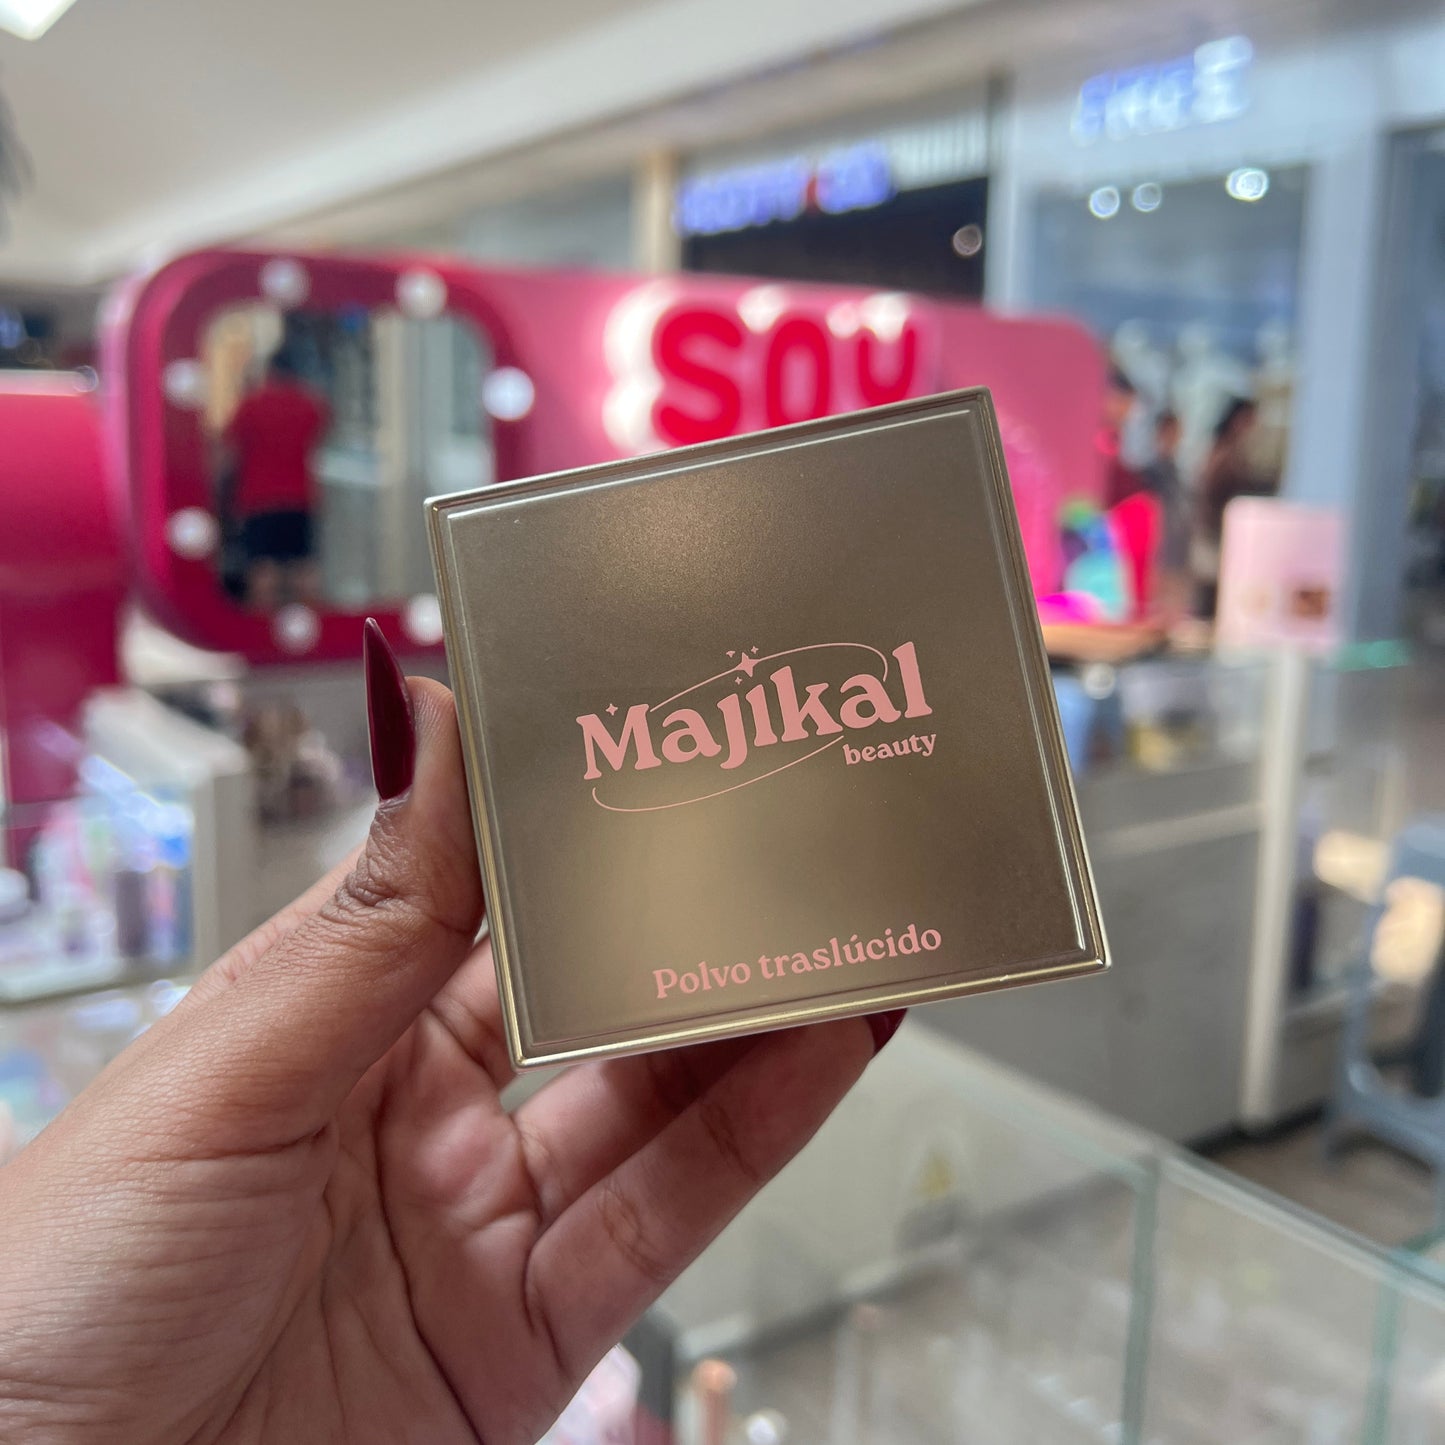 SOY
Majikal
beauty
Polvo traslúcido